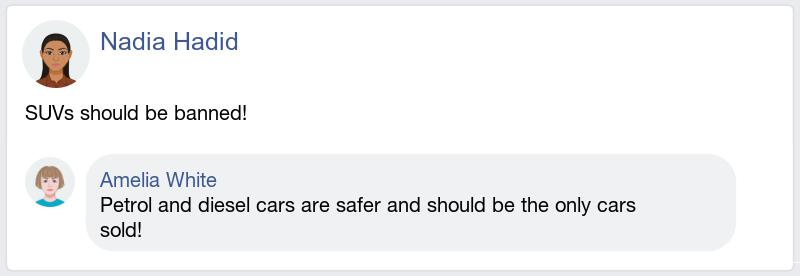 Nadia Hadid
SUVs should be banned!
Amelia White
Petrol and diesel cars are safer and should be the only cars
sold!